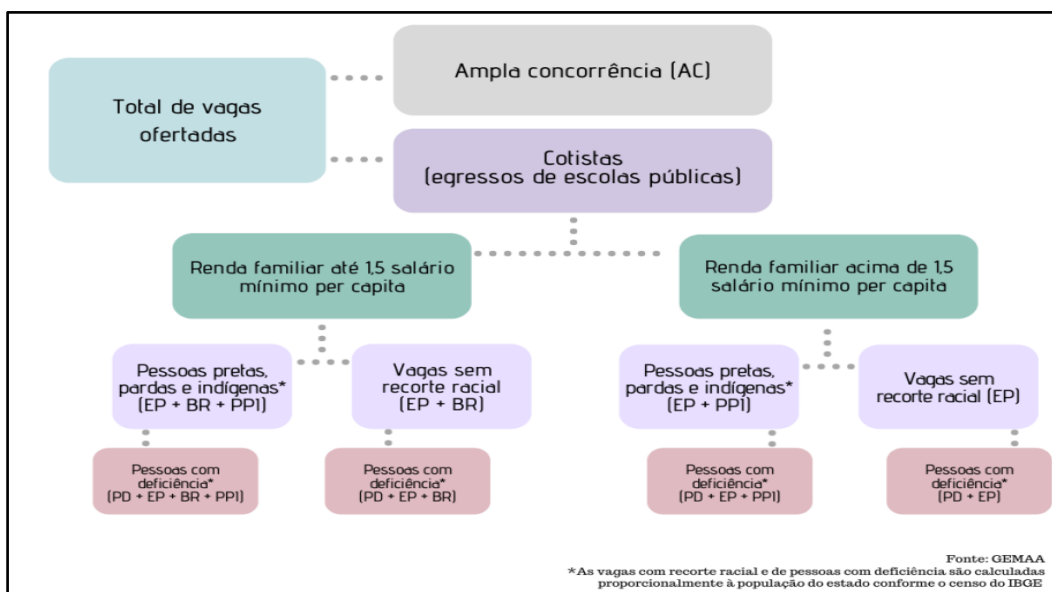 Total de vagas
ofertadas
Ampla concorrência (AC)
Cotistas
(egressos de escolas públicas)
Renda familiar até 1,5 salário
mínimo per capita
Renda familiar acima de 1,5
salário mínimo per capita
Pessoas pretas,
pardas e indígenas*
(EP + BR + PPI)
Vagas sem
recorte racial
(EP + BR)
Pessoas pretas,
pardas e indígenas*
(EP + PPI)
Vagas sem
recorte racial (EP)
Pessoas com
deficiência*
(PD + EP + BR + PPI)
Pessoas com
deficiência*
(PD + EP + BR)
Pessoas com
deficiência*
(PD + EP + PPI)
Pessoas com
deficiência*
(PD + EP)
Fonte: GEMAA
*As vagas com recorte racial e de pessoas com deficiência são calculadas
proporcionalmente à população do estado conforme o censo do IBGE